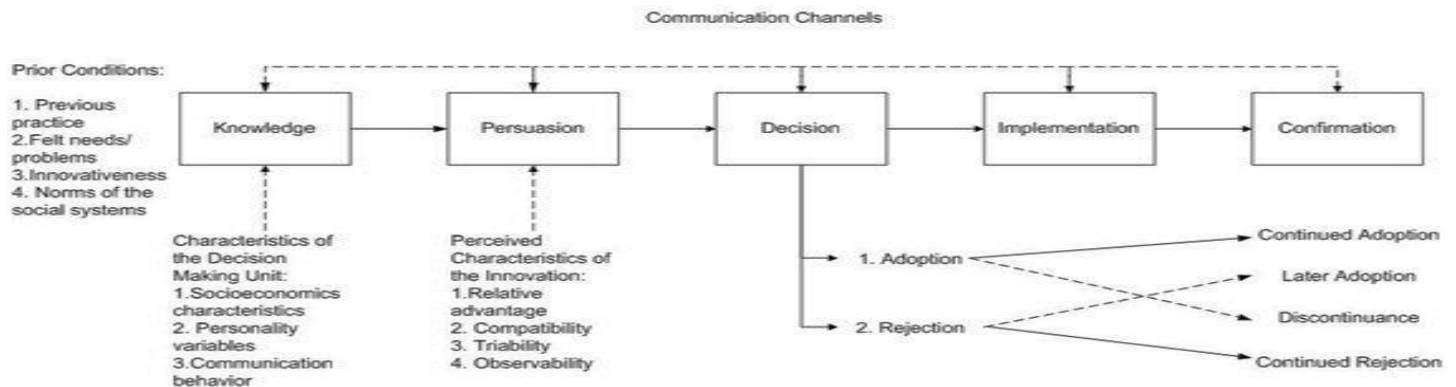 Communication Channels
Prior Conditions:
1. Previous
practice
2.Felt needs/
problems
3.Innovativeness
4. Norms of the
social systems
Knowledge
Persuasion
Decision
Implementation
Confirmation
Characteristics of
the Decision
Making Unit:
1.Socioeconomics
characteristics
2. Personality
variables
3.Communication
behavior
Perceived
Characteristics of
the Innovation:
1.Relative
advantage
2. Compatibility
3. Triability
4. Observability
1. Adoption
2. Rejection
Continued Adoption
Later Adoption
Discontinuance
Continued Rejection